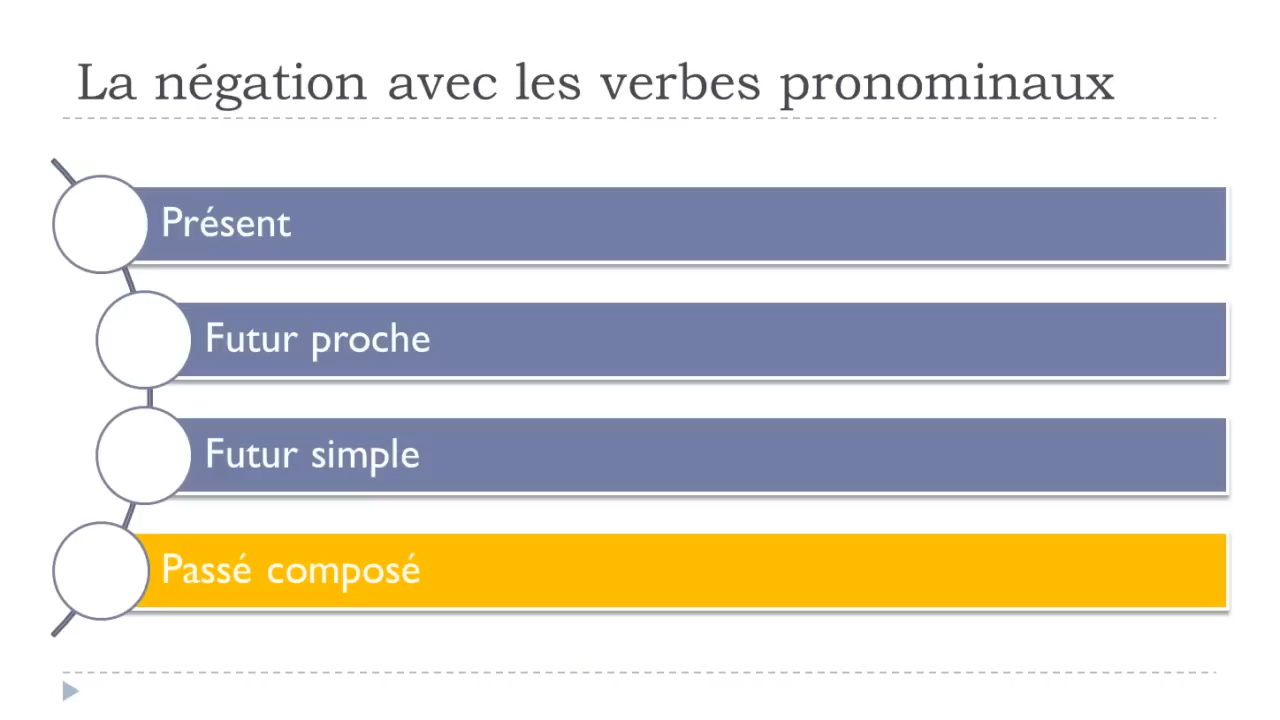 La négation avec les verbes pronominaux
Présent
Futur proche
Futur simple
Passé composé